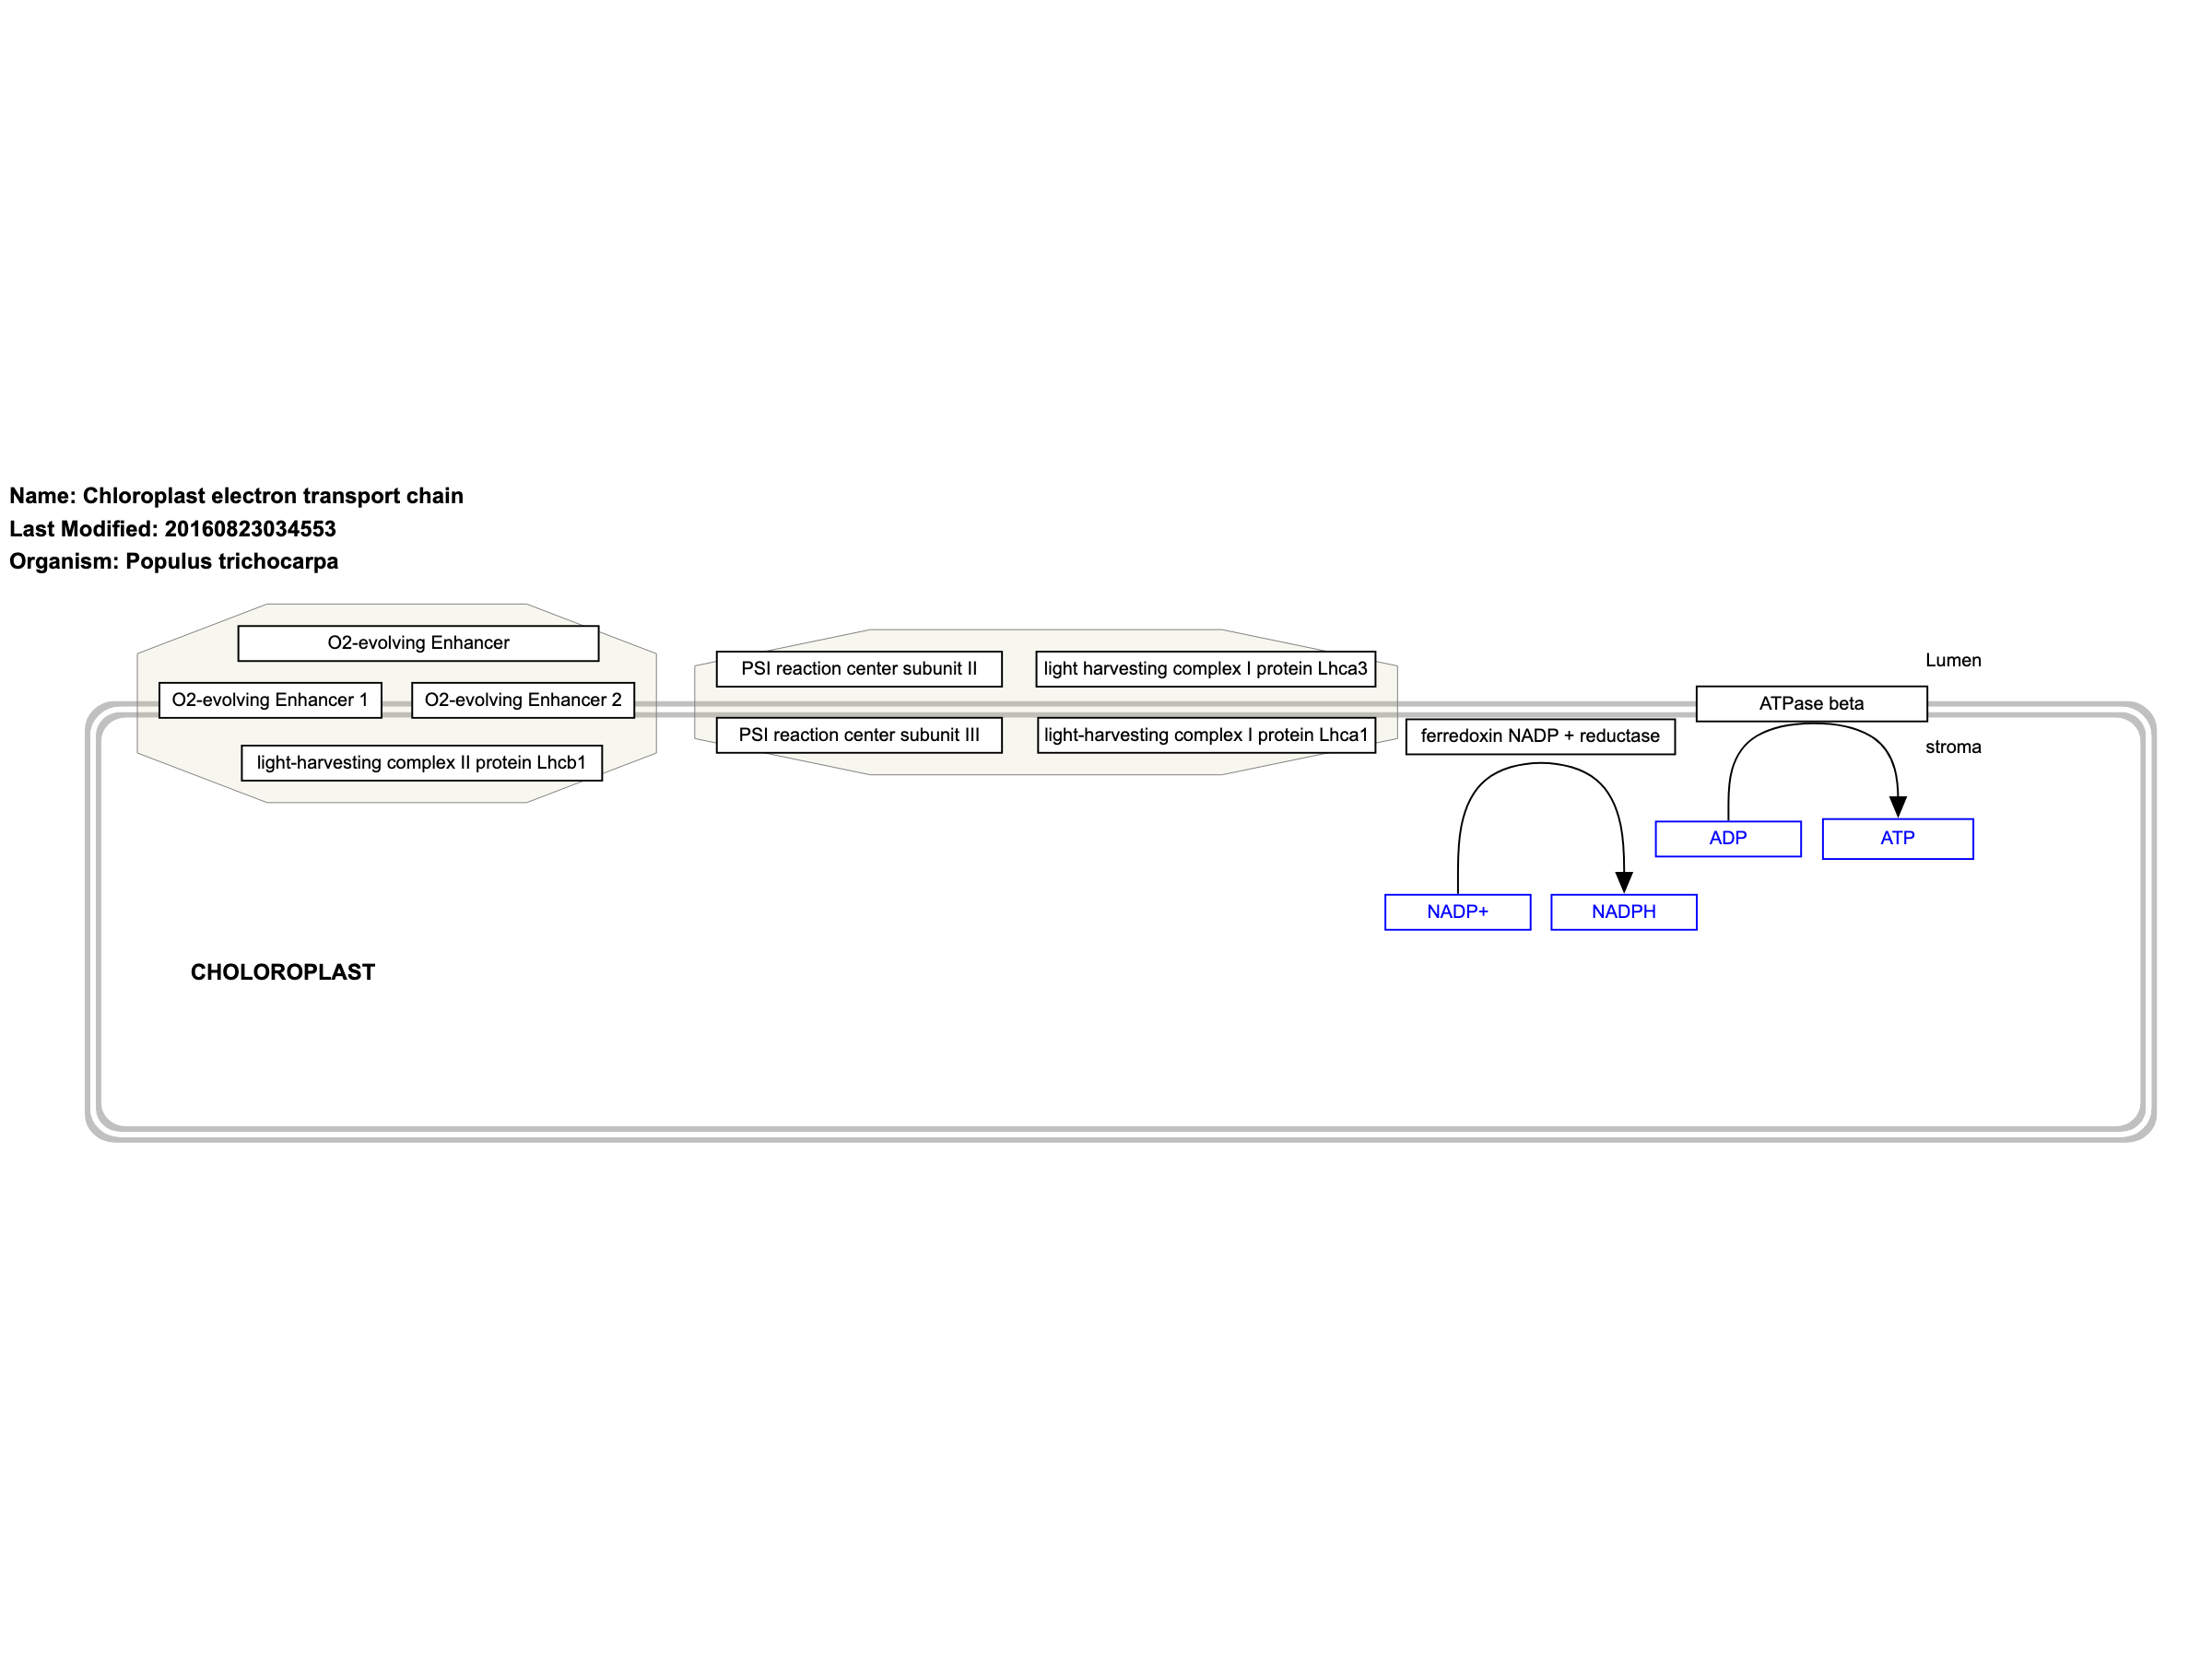 Name: Chloroplast electron transport chain
Last Modified: 20160823034553
Organism: Populus trichocarpa
O2-evolving Enhancer
O2-evolving Enhancer 1
O2-evolving Enhancer 2
light-harvesting complex II protein Lhcb1
PSI reaction center subunit II
light harvesting complex I protein Lhca3
PSI reaction center subunit III
light-harvesting complex I protein Lhca1
ferredoxin NADP + reductase
Lumen
ATPase beta
stroma
ADP
ATP
NADP+
NADPH
CHOLOROPLAST